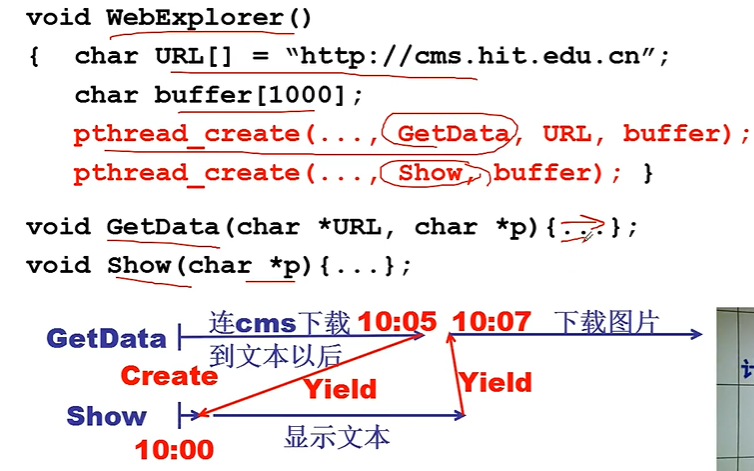 void WebExplorer()
{ char URL[] = “http://cms.hit.edu.cn”;
char buffer[1000];
pthread_create(..., GetData, URL, buffer);
pthread_create(..., Show, buffer); }
void GetData(char *URL, char *p){...};
void Show(char *p){...};
GetData 连cms下载 10:05 10:07 下载图片
到文本以后
Create Yield Yield
Show
显示文本
10:00